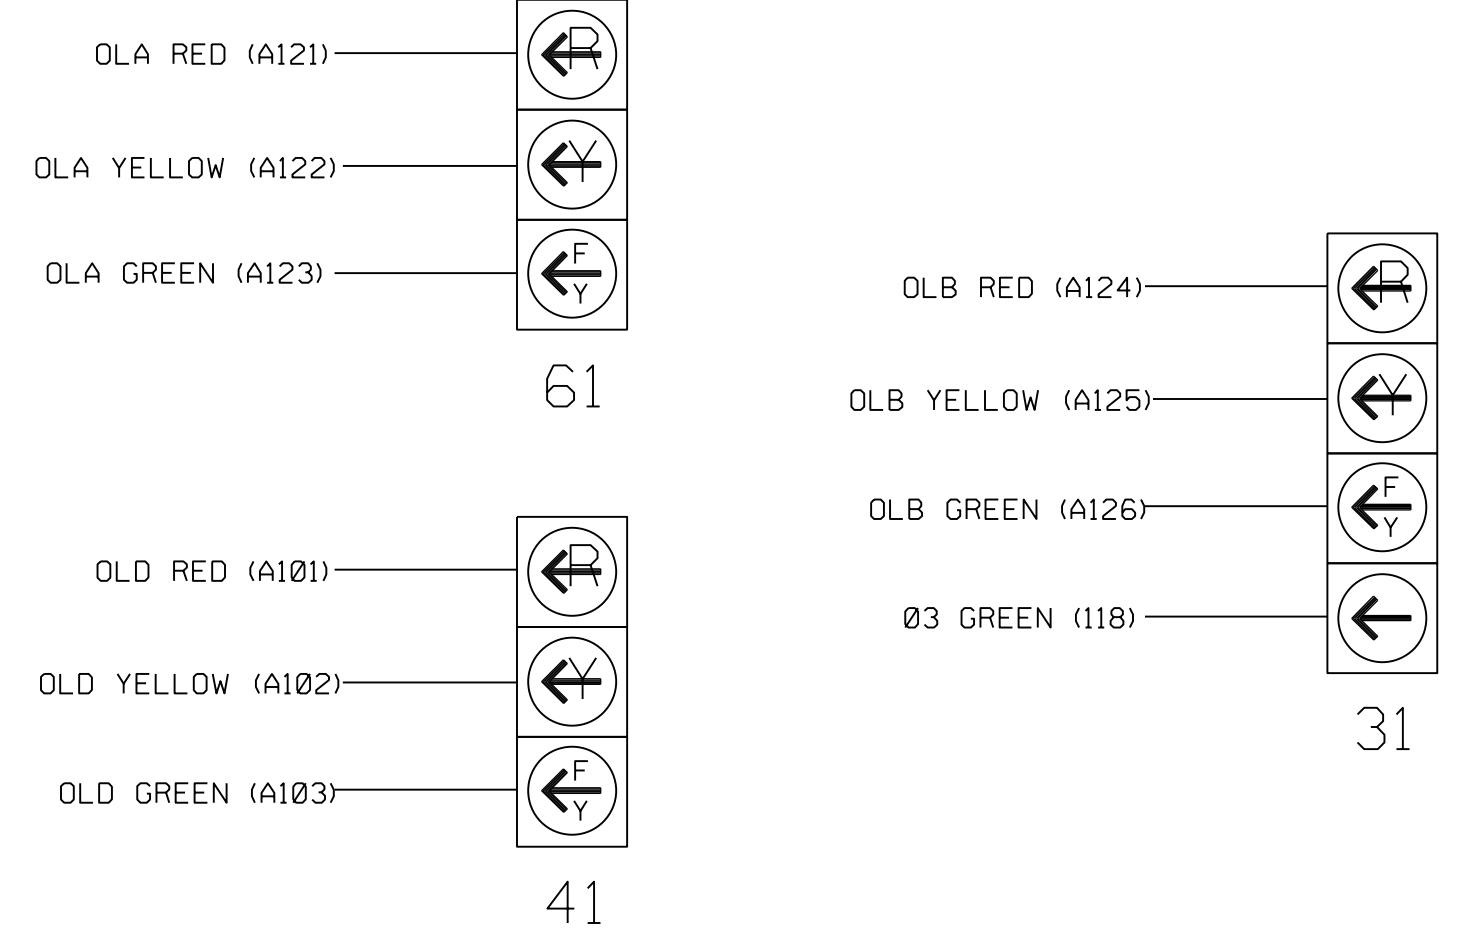 OLA RED (A121)
R
OLA YELLOW (A122)
Y
OLA GREEN (A123)
F
Y
61
OLD RED (A1Ø1)
R
OLD YELLOW (A1Ø2)
Y
OLD GREEN (A1Ø3)
F
Y
41
OLB RED (A124)
R
OLB YELLOW (A125)
Y
OLB GREEN (A126)
F
Y
Ø3 GREEN (118)
31